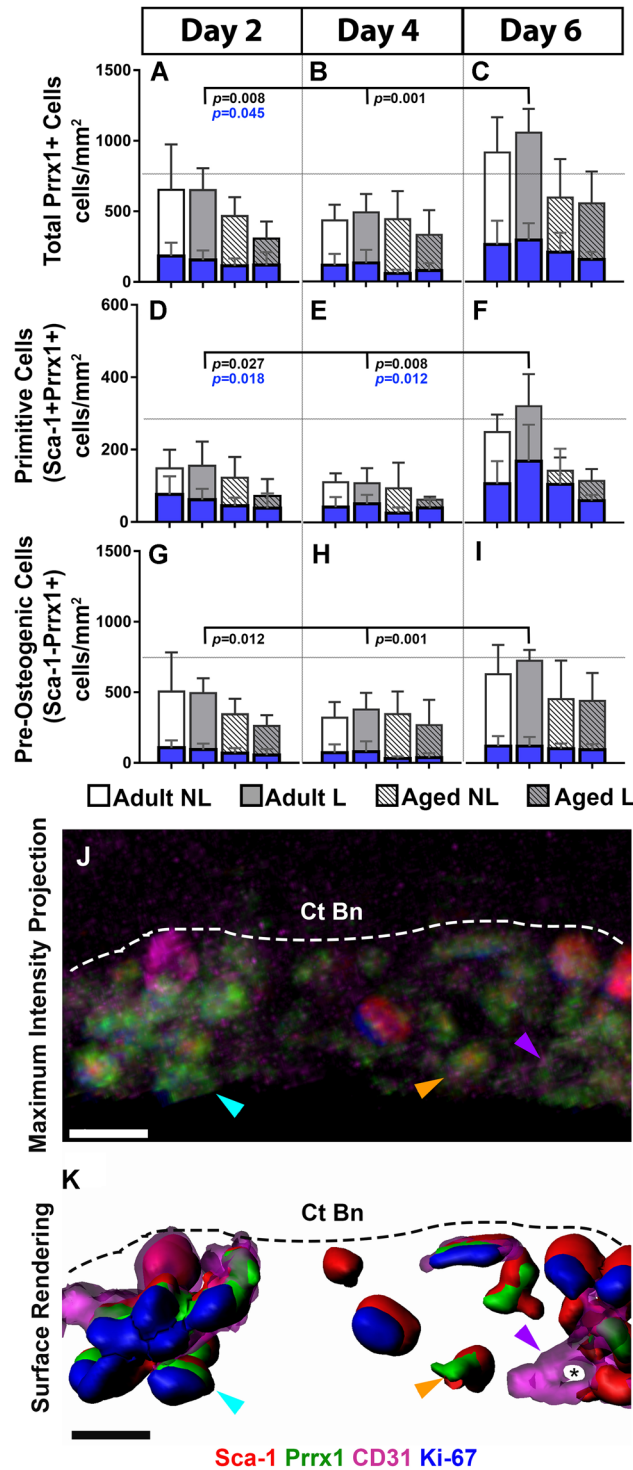 Day 2 Day 4 Day 6
Total Prrx1+ Cells
cells/mm²
1500
1000
500
0
A B C
p=0.008 p=0.001
p=0.045
Primitive Cells
(Sca-1+Prrx1+)
cells/mm²
600
400
200
0
D E F
p=0.027 p=0.008
p=0.018 p=0.012
Pre-Osteogenic Cells
(Sca-1-Prrx1+)
cells/mm²
1500
1000
500
0
G H I
p=0.012 p=0.001
Adult NL Adult L Aged NL Aged L
Maximum Intensity Projection
J
Ct Bn
Surface Rendering
K
Ct Bn
*
Sca-1 Prrx1 CD31 Ki-67